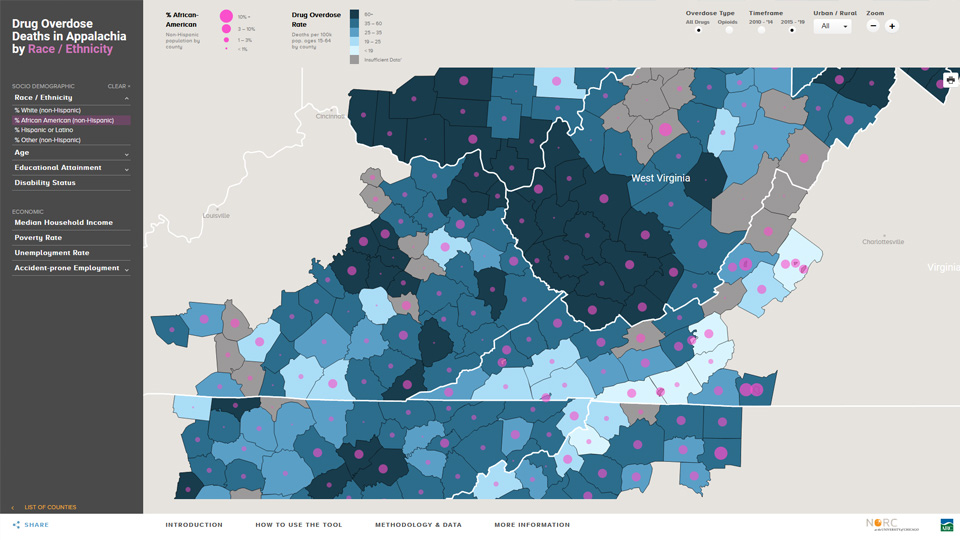 Drug Overdose
Deaths in Appalachia
by Race / Ethnicity
SOCIO DEMOGRAPHIC CLEAR ×
Race / Ethnicity
% White (non-Hispanic)
% African American (non-Hispanic)
% Hispanic or Latino
% Other (non-Hispanic)
Age
Educational Attainment
Disability Status
ECONOMIC
Median Household Income
Poverty Rate
Unemployment Rate
Accident-prone Employment
‹ LIST OF COUNTIES
SHARE
% African-
American
Non-Hispanic
population by
county
10% +
3 – 10%
1 – 3%
< 1%
Drug Overdose
Rate
Deaths per 100k
pop. ages 15-64
by county
60+
35 – 60
25 – 35
19 – 25
< 19
Insufficient Data
Overdose Type
All Drugs Opioids
Timeframe
2010 - '14 2015 - '19
Urban / Rural
All
Zoom
− +
Cincinnati
Louisville
West Virginia
Charlottesville
Virginia
INTRODUCTION HOW TO USE THE TOOL METHODOLOGY & DATA MORE INFORMATION
NORC
at the UNIVERSITY of CHICAGO
ARC